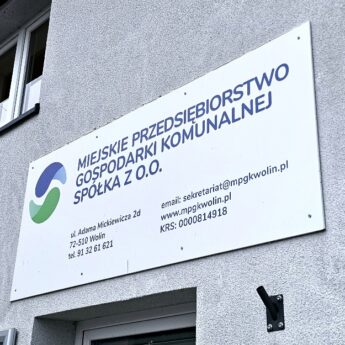 MIEJSKIE PRZEDSIĘBIORSTWO
GOSPODARKI KOMUNALNEJ
SPÓŁKA Z O.O.
ul. Adama Mickiewicza 2d
72-510 Wolin
tel. 91 32 61 621
email: sekretariat@mpgkwolin.pl
www.mpgkwolin.pl
KRS: 0000814918